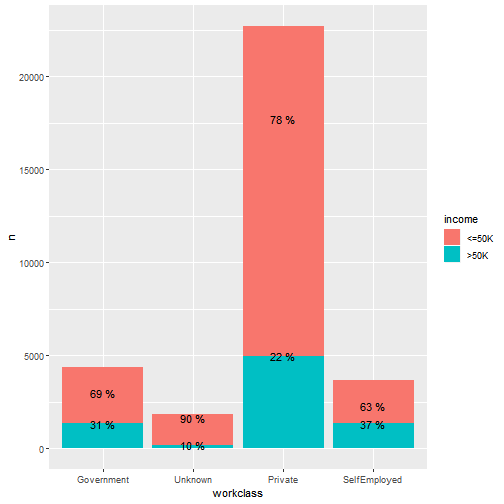 20000
15000
10000
5000
0
n
78 %
22 %
69 %
31 %
90 %
10 %
63 %
37 %
Government
Unknown
Private
SelfEmployed
workclass
income
<=50K
>50K